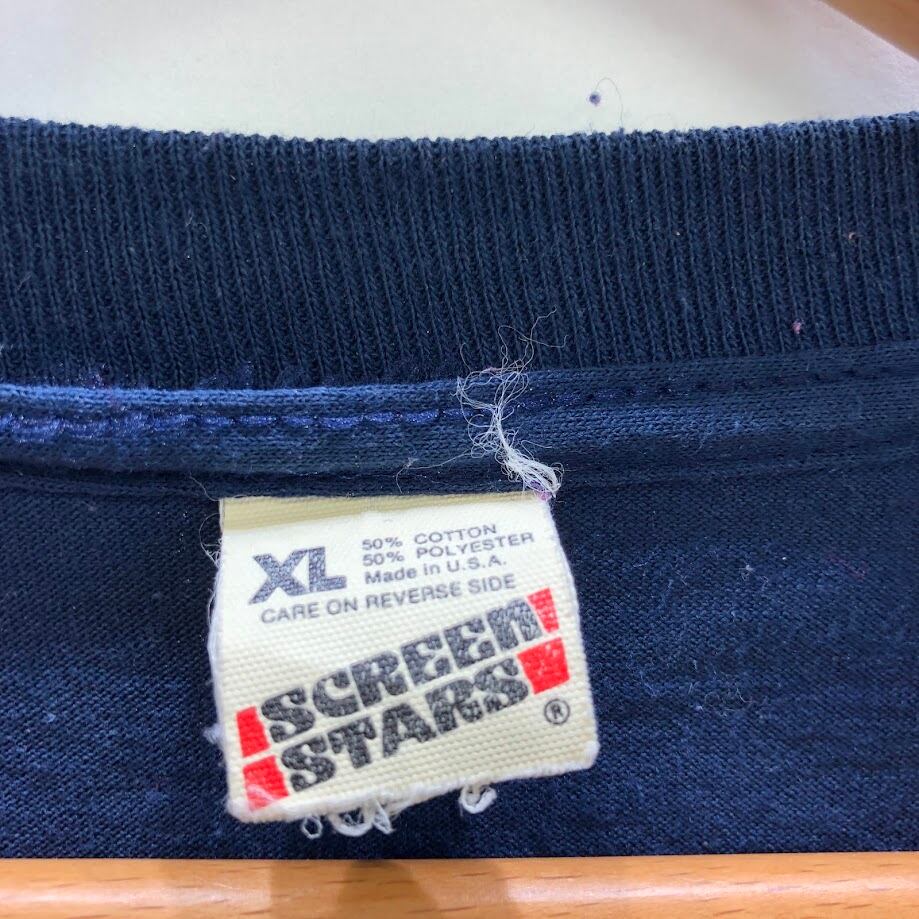 XL
50% COTTON
50% POLYESTER
Made in U.S.A.
CARE ON REVERSE SIDE
SCREEN
STARS
®